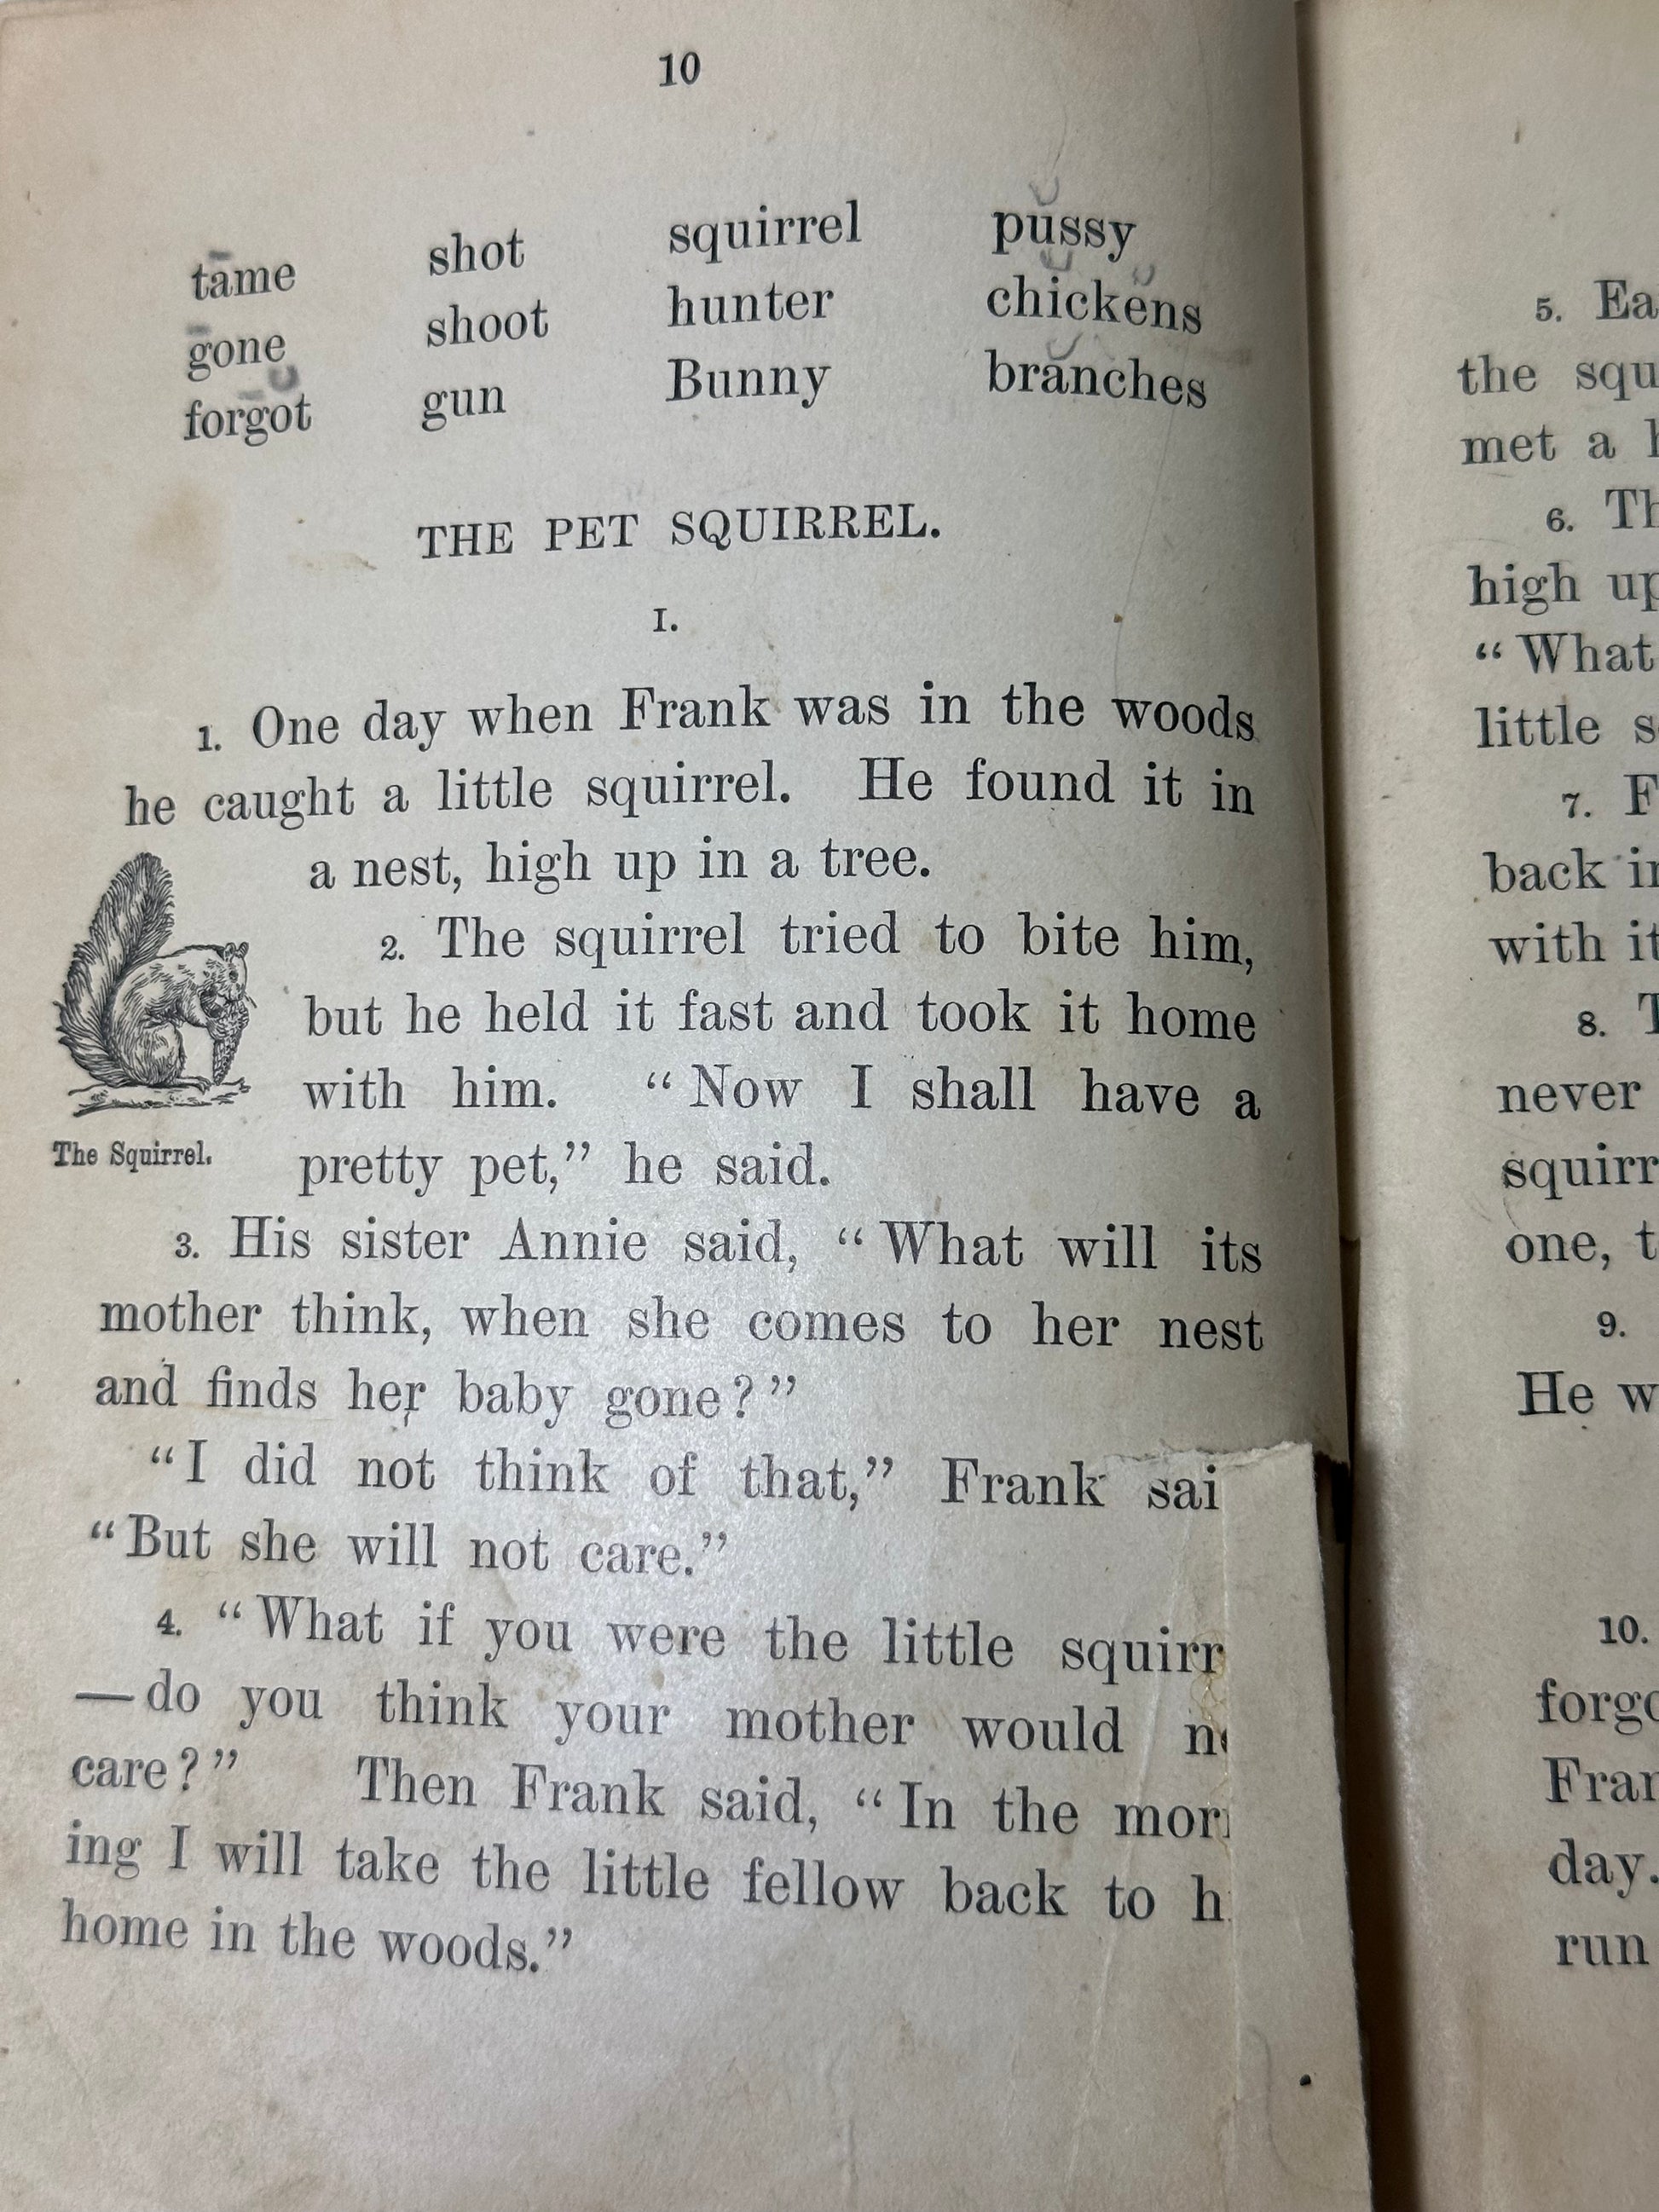 10
tame shot squirrel pussy
gone shoot hunter chickens
forgot gun Bunny branches
THE PET SQUIRREL.
I.
1. One day when Frank was in the woods
he caught a little squirrel. He found it in
a nest, high up in a tree.
2. The squirrel tried to bite him,
but he held it fast and took it home
with him. “Now I shall have a
pretty pet,” he said.
The Squirrel.
3. His sister Annie said, “What will its
mother think, when she comes to her nest
and finds her baby gone?”
“I did not think of that,” Frank sai
“But she will not care.”
4. “What if you were the little squirr
—do you think your mother would
care?” Then Frank said, “In the mor
ing I will take the little fellow back to
home in the woods.”
5. Ea
the squ
met a
6. Th
high up
“What
little s
7. F
back in
with it
8. T
never
squirr
one, t
9.
He w
10.
forgo
Fran
day.
run